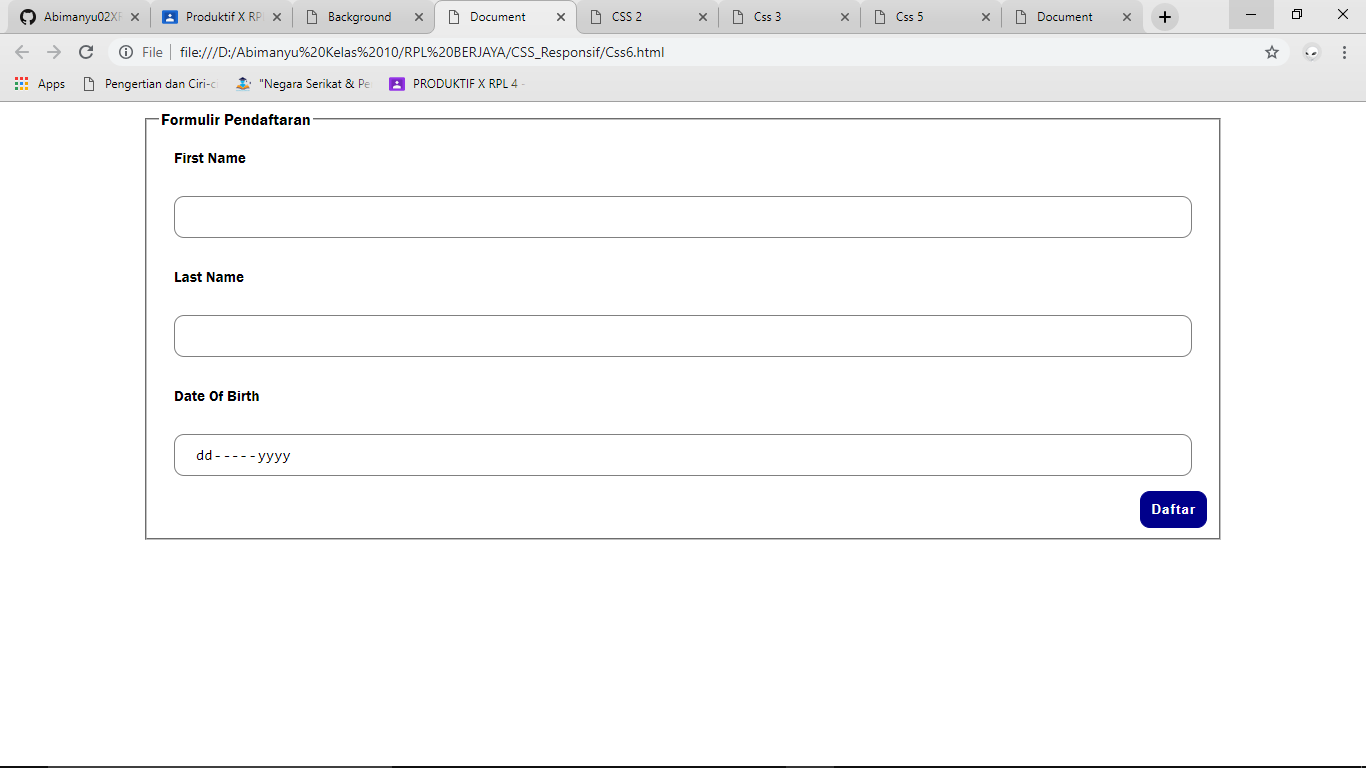 Abimanyu02XR
Produktif X RP
Background
Document
CSS 2
Css 3
Css 5
Document
File
file:///D:/Abimanyu%20Kelas%2010/RPL%20BERJAYA/CSS_Responsif/Css6.html
Apps
Pengertian dan Ciri-c
"Negara Serikat & Pe
PRODUKTIF X RPL 4 -
Formulir Pendaftaran
First Name
Last Name
Date Of Birth
dd-----yyyy
Daftar